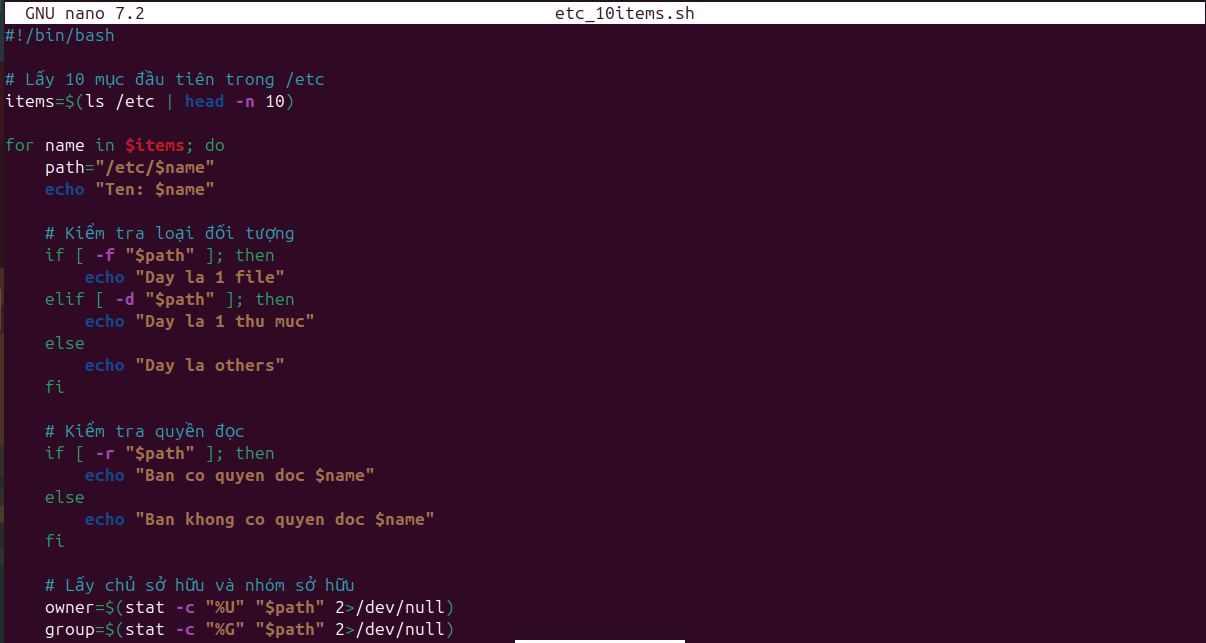 GNU nano 7.2 etc_10items.sh
#!/bin/bash
# Lấy 10 mục đầu tiên trong /etc
items=$(ls /etc | head -n 10)
for name in $items; do
    path="/etc/$name"
    echo "Ten: $name"
    # Kiểm tra loại đối tượng
    if [ -f "$path" ]; then
        echo "Day la 1 file"
    elif [ -d "$path" ]; then
        echo "Day la 1 thu muc"
    else
        echo "Day la others"
    fi
    # Kiểm tra quyền đọc
    if [ -r "$path" ]; then
        echo "Ban co quyen doc $name"
    else
        echo "Ban khong co quyen doc $name"
    fi
    # Lấy chủ sở hữu và nhóm sở hữu
    owner=$(stat -c "%U" "$path" 2>/dev/null)
    group=$(stat -c "%G" "$path" 2>/dev/null)